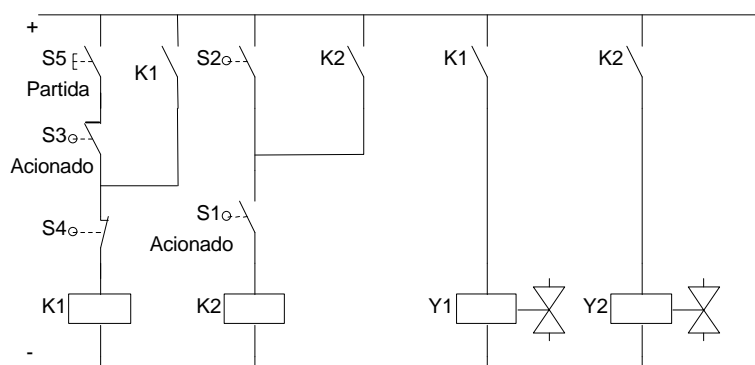 +
S5
Partida
K1
S2
K2
K1
K2
S3
Acionado
S4
S1
Acionado
K1
K2
Y1
Y2
-